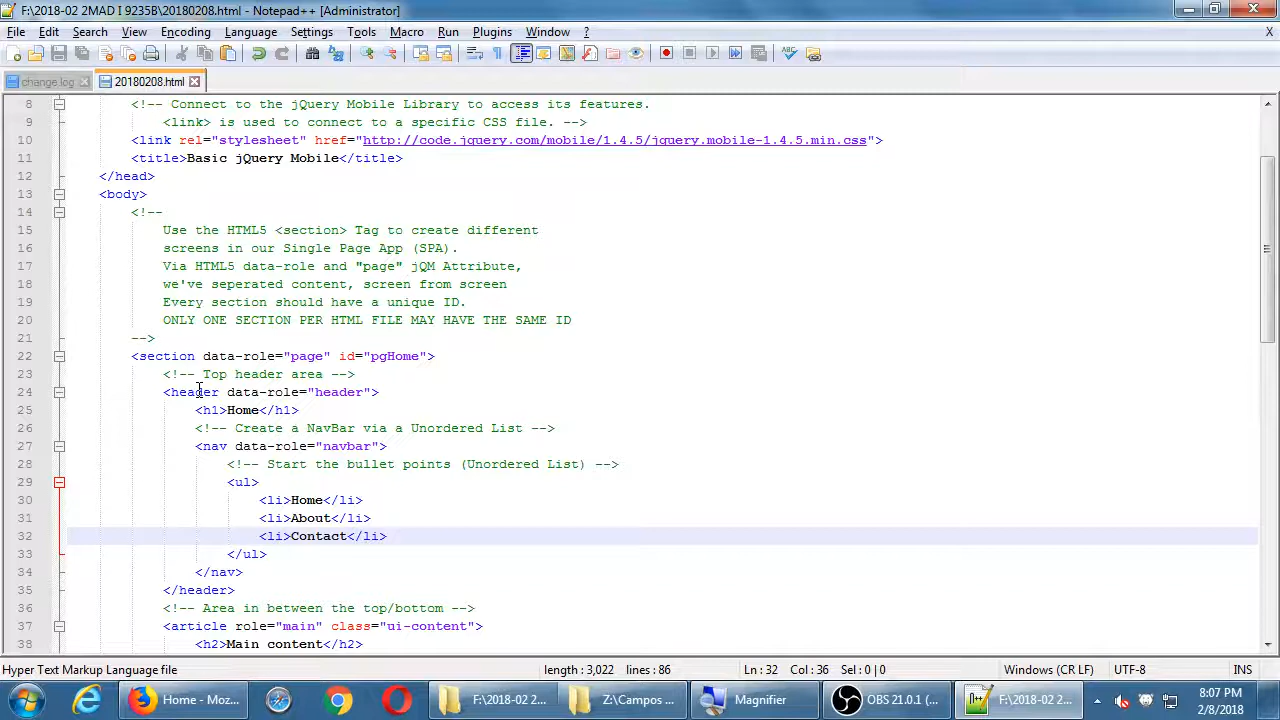 F:\2018-02 2MAD I 9235B\20180208.html - Notepad++ [Administrator]
File Edit Search View Encoding Language Settings Tools Macro Run Plugins Window ? X
change.log 20180208.html
8 <!-- Connect to the jQuery Mobile Library to access its features.
9 <link> is used to connect to a specific CSS file. -->
10 <link rel="stylesheet" href="http://code.jquery.com/mobile/1.4.5/jquery.mobile-1.4.5.min.css">
11 <title>Basic jQuery Mobile</title>
12 </head>
13 <body>
14 <!--
15 Use the HTML5 <section> Tag to create different
16 screens in our Single Page App (SPA).
17 Via HTML5 data-role and "page" jQM Attribute,
18 we've seperated content, screen from screen
19 Every section should have a unique ID.
20 ONLY ONE SECTION PER HTML FILE MAY HAVE THE SAME ID
21 -->
22 <section data-role="page" id="pgHome">
23 <!-- Top header area -->
24 <header data-role="header">
25 <h1>Home</h1>
26 <!-- Create a NavBar via a Unordered List -->
27 <nav data-role="navbar">
28 <!-- Start the bullet points (Unordered List) -->
29 <ul>
30 <li>Home</li>
31 <li>About</li>
32 <li>Contact</li>
33 </ul>
34 </nav>
35 </header>
36 <!-- Area in between the top/bottom -->
37 <article role="main" class="ui-content">
38 <h2>Main content</h2>
Hyper Text Markup Language file length : 3,022 lines : 86 Ln : 32 Col : 36 Sel : 0 | 0 Windows (CR LF) UTF-8 INS
Home - Moz... F:\2018-02 2... Z:\Campos ... Magnifier OBS 21.0.1 (... F:\2018-02 2... 8:07 PM
2/8/2018